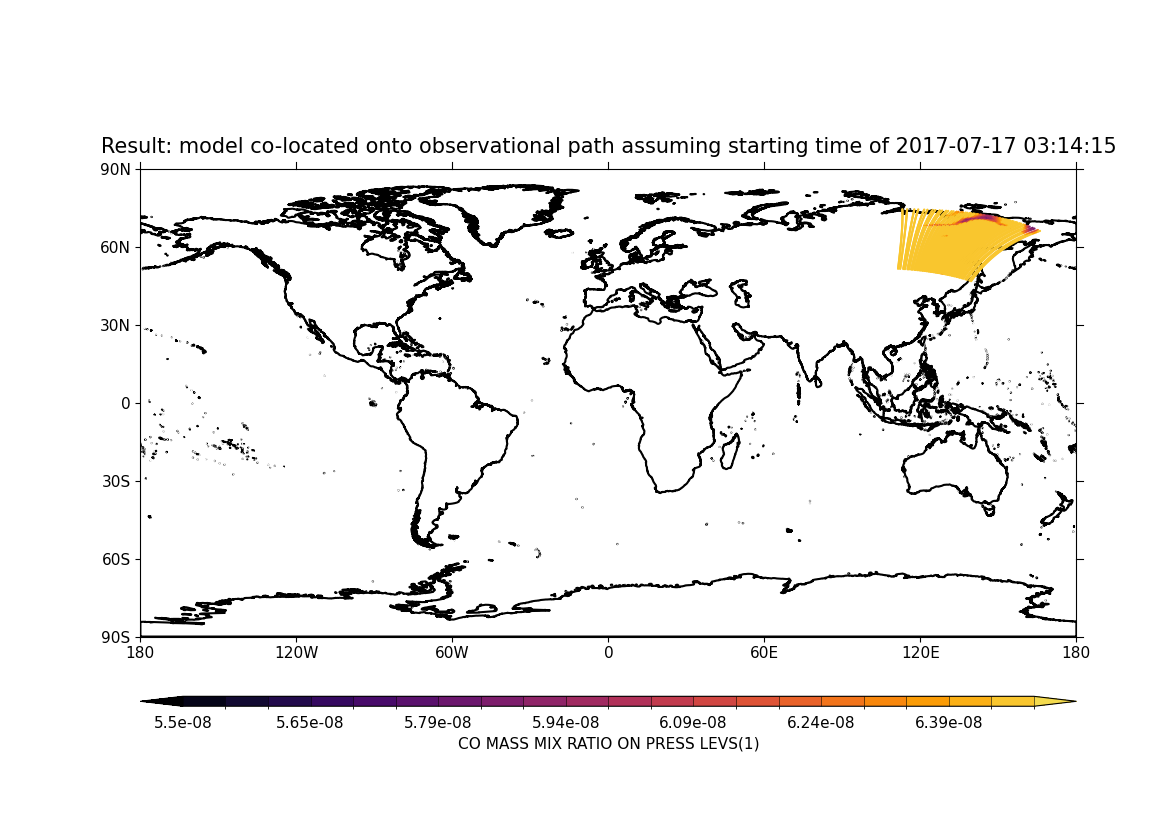 Result: model co-located onto observational path assuming starting time of 2017-07-17 03:14:15
90N
60N
30N
0
30S
60S
90S
180 120W 60W 0 60E 120E 180
5.5e-08 5.65e-08 5.79e-08 5.94e-08 6.09e-08 6.24e-08 6.39e-08
CO MASS MIX RATIO ON PRESS LEVS(1)